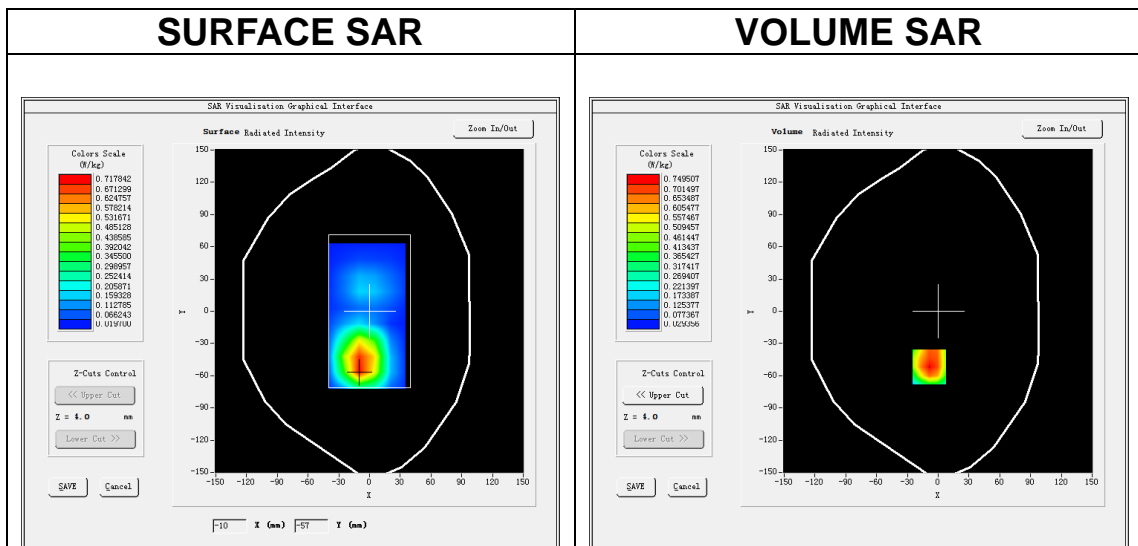 SURFACE SAR
VOLUME SAR
SAR Visualisation Graphical Interface
Surface Radiated Intensity
Zoom In/Out
Colors Scale
(W/kg)
0.717842
0.671299
0.624757
0.578214
0.531671
0.485128
0.438585
0.392042
0.345500
0.298957
0.252414
0.205871
0.159328
0.112785
0.066243
0.019700
150
120
90
60
30
0
-30
-60
-90
-120
-150
Y
-150 -120 -90 -60 -30 0 30 60 90 120 150
X
Z-Cuts Control
<< Upper Cut
Z = 4.0 mm
Lower Cut >>
SAVE Cancel
-10 X (mm) -57 Y (mm)
SAR Visualisation Graphical Interface
Volume Radiated Intensity
Zoom In/Out
Colors Scale
(W/kg)
0.749507
0.701497
0.653487
0.605477
0.557467
0.509457
0.461447
0.413437
0.365427
0.317417
0.269407
0.221397
0.173387
0.125377
0.077367
0.029356
150
120
90
60
30
0
-30
-60
-90
-120
-150
Y
-150 -120 -90 -60 -30 0 30 60 90 120 150
X
Z-Cuts Control
<< Upper Cut
Z = 4.0 mm
Lower Cut >>
SAVE Cancel